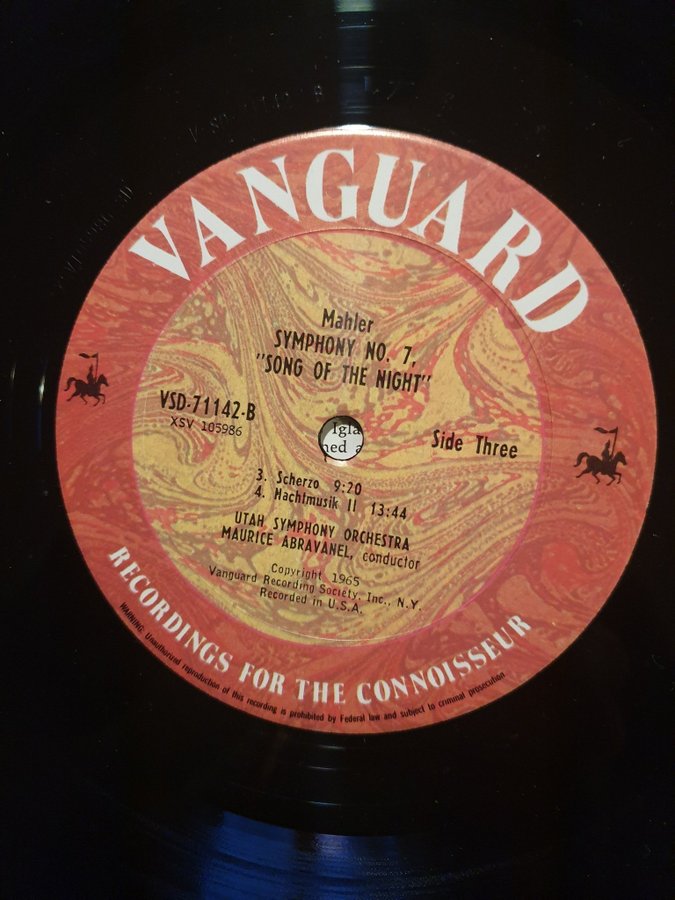 VANGUARD
Mahler
SYMPHONY NO. 7,
"SONG OF THE NIGHT"
VSD-71142-B
XSV 105986
Side Three
Igla
ned a
3. Scherzo 9:20
4. Nachtmusik II 13:44
UTAH SYMPHONY ORCHESTRA
MAURICE ABRAVANEL, conductor
Copyright 1965
Vanguard Recording Society, Inc., N.Y.
Recorded in U.S.A.
RECORDINGS FOR THE CONNOISSEUR
WARNING: Unauthorized reproduction of this recording is prohibited by Federal law and subject to criminal prosecution